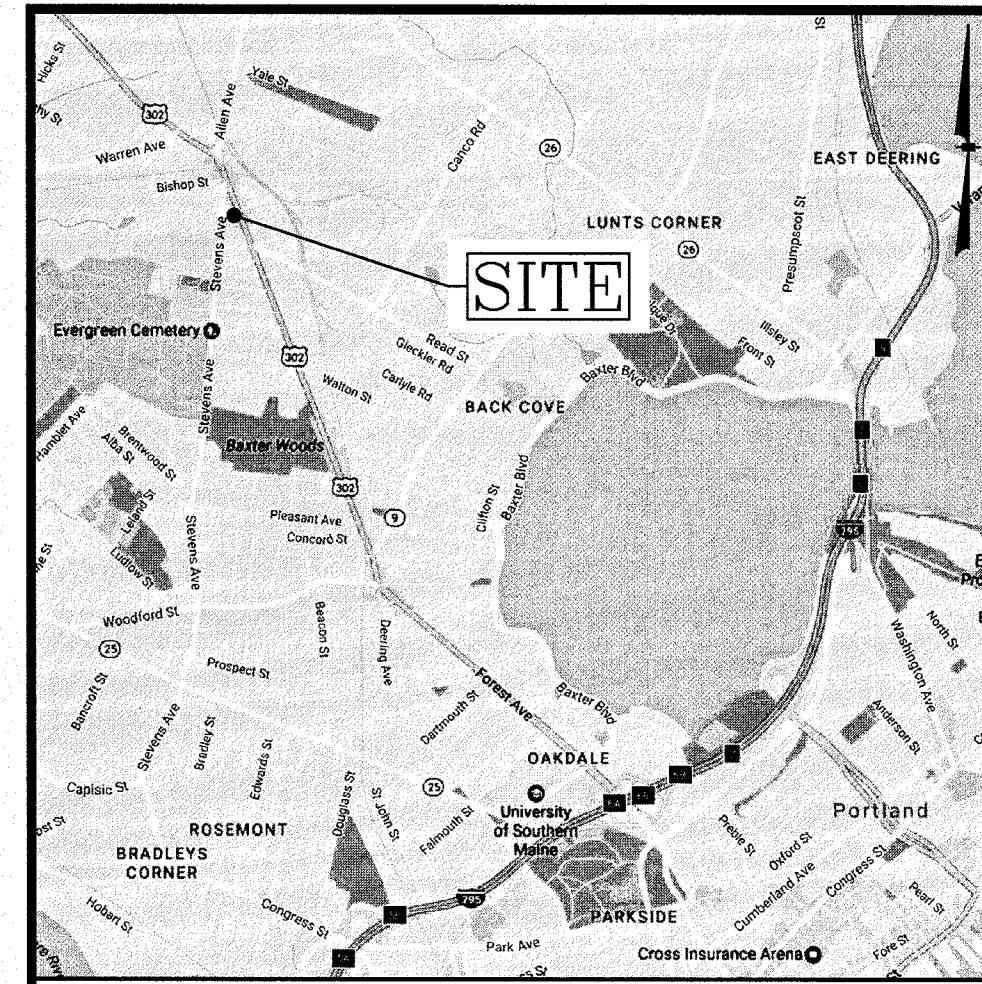 Hicks St
Yale St
Allen Ave
302
Warren Ave
Canco Rd
26
EAST DEERING
Bishop St
LUNTS CORNER
26
Presumpscot St
Stevens Ave
SITE
Evergreen Cemetery
302
Read St
Gleckler Rd
Illsley St
Front St
Walton St
Carlyle Rd
Baxter Blvd
Stevens Ave
BACK COVE
Hamblet Ave
Brentwood St
Alba St
Baxter Woods
302
Leland St
Pleasant Ave
9
Concord St
Clifton St
Baxter Blvd
Stevens Ave
Ludlow St
295
Woodford St
25
Beacon St
Deering Ave
Prospect St
Washington Ave
North St
Bancroft St
Stevens Ave
Bradley St
Edwards St
Dartmouth St
Forest Ave
Baxter Blvd
Anderson St
OAKDALE
Capisic St
Douglass St
St John St
25
Falmouth St
University
of Southern
Maine
Portland
ROSEMONT
BRADLEYS
CORNER
Preble St
Oxford St
Cumberland Ave
Congress St
Pearl St
Hobart St
Congress St
295
PARKSIDE
Park Ave
Cross Insurance Arena
Fore St